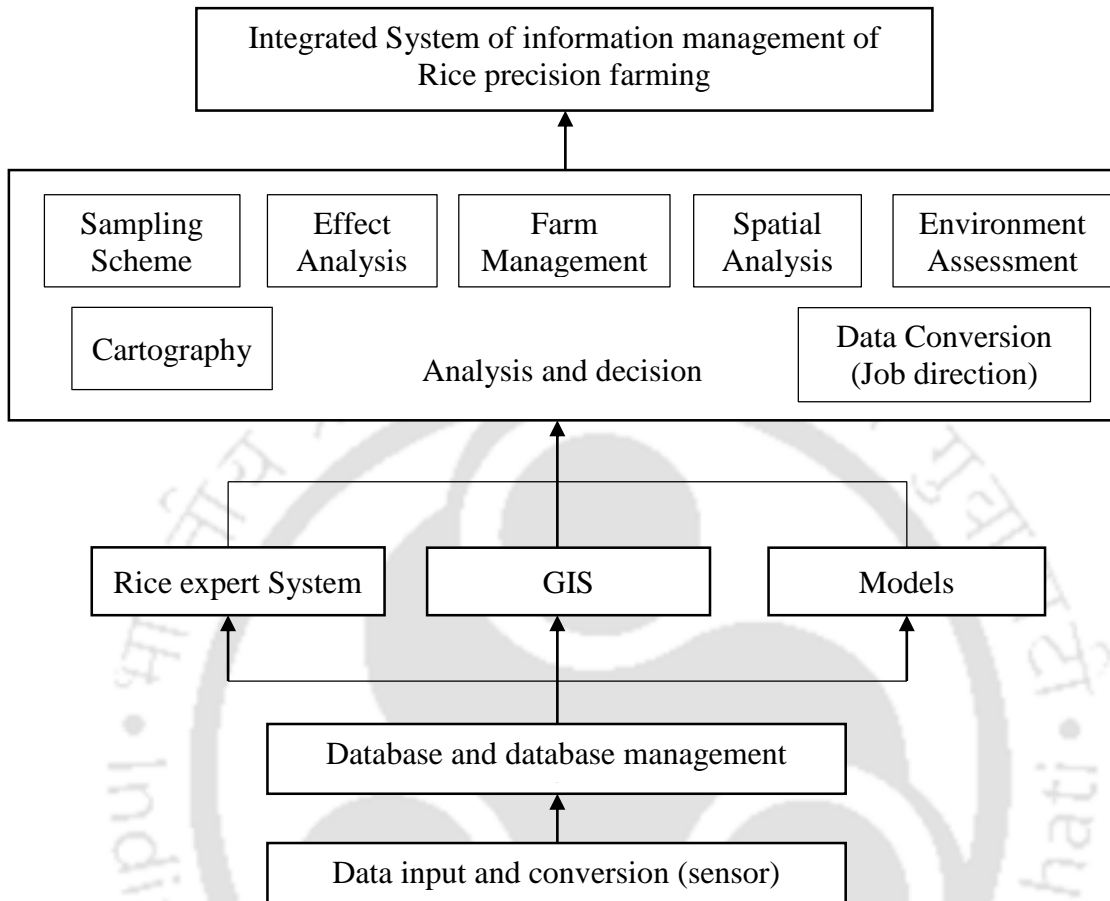 Integrated System of information management of
Rice precision farming
Sampling
Scheme
Effect
Analysis
Farm
Management
Spatial
Analysis
Environment
Assessment
Cartography
Data Conversion
(Job direction)
Analysis and decision
Rice expert System
GIS
Models
Database and database management
Data input and conversion (sensor)